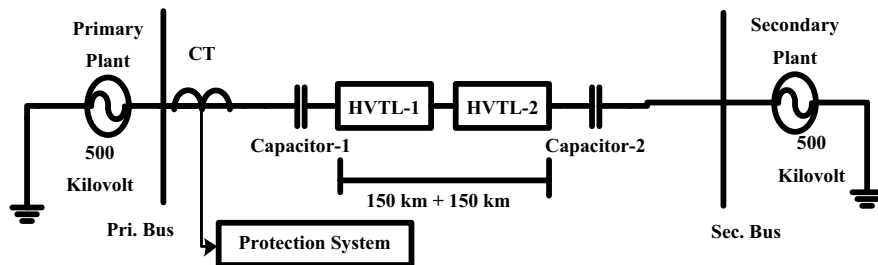 Primary
Plant
500
Kilovolt
Pri. Bus
CT
Capacitor-1
HVTL-1
HVTL-2
Capacitor-2
150 km + 150 km
Protection System
Secondary
Plant
500
Kilovolt
Sec. Bus